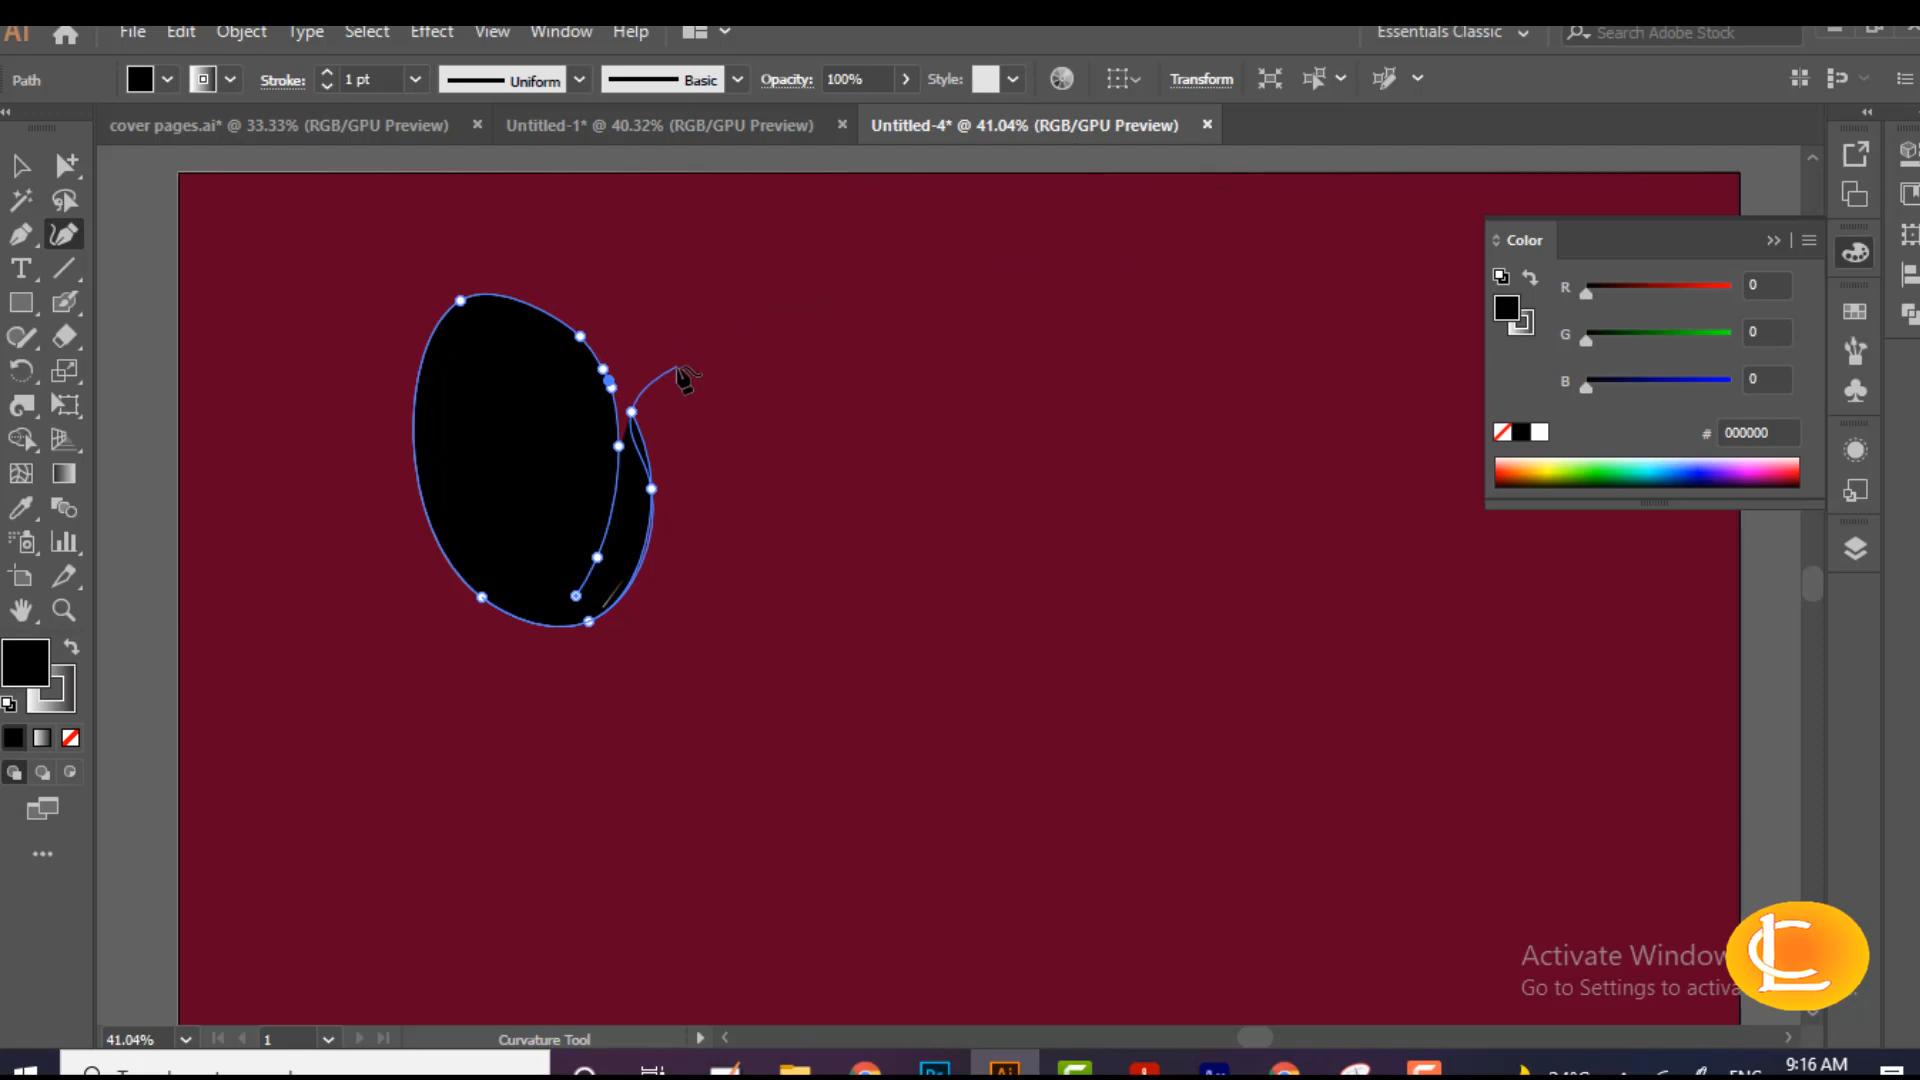 Ai File Edit Object Type Select Effect View Window Help Essentials Classic Search Adobe Stock
Path Stroke: 1 pt Uniform Basic Opacity: 100% Style: Transform
cover pages.ai* @ 33.33% (RGB/GPU Preview) Untitled-1* @ 40.32% (RGB/GPU Preview) Untitled-4* @ 41.04% (RGB/GPU Preview)
Color
R 0
G 0
B 0
# 000000
LC
Activate Window
Go to Settings to activa
41.04% 1 Curvature Tool
9:16 AM